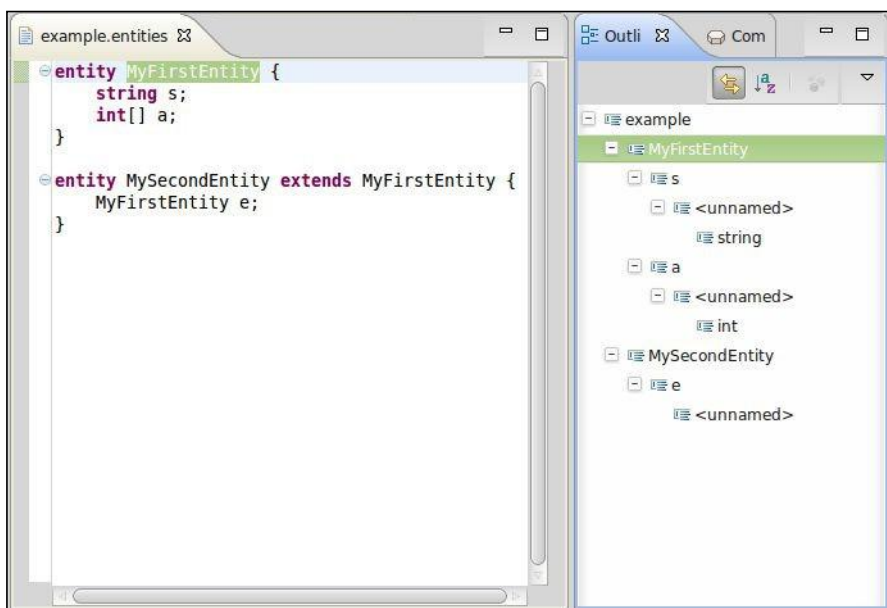 example.entities
entity MyFirstEntity {
string s;
int[] a;
}
entity MySecondEntity extends MyFirstEntity {
MyFirstEntity e;
}
Outli
Com
a
z
example
MyFirstEntity
s
<unnamed>
string
a
<unnamed>
int
MySecondEntity
e
<unnamed>